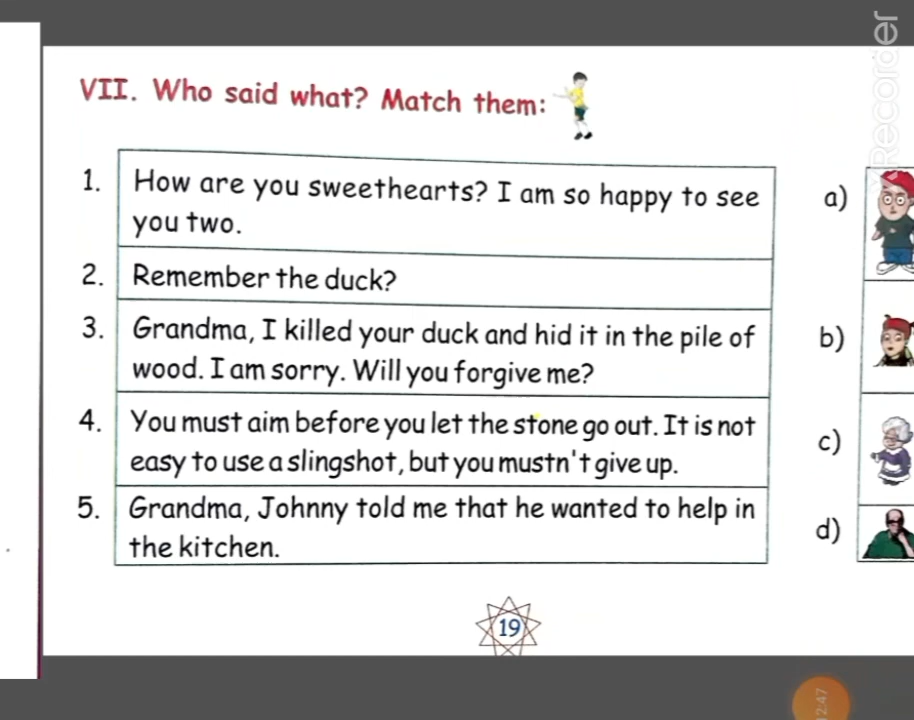 VII. Who said what? Match them:
1. How are you sweethearts? I am so happy to see
you two.
a)
2. Remember the duck?
3. Grandma, I killed your duck and hid it in the pile of
wood. I am sorry. Will you forgive me?
b)
4. You must aim before you let the stone go out. It is not
easy to use a slingshot, but you mustn't give up.
c)
5. Grandma, Johnny told me that he wanted to help in
the kitchen.
d)
19
Recorder
2:47